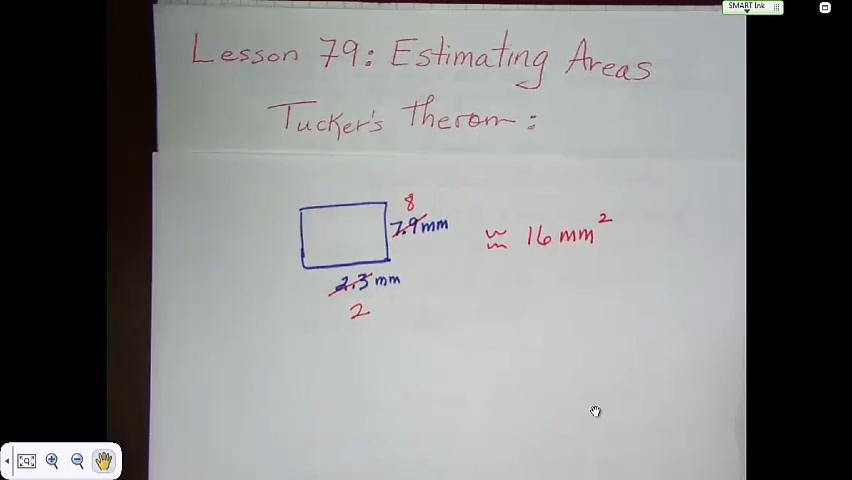 SMART Ink
Lesson 79: Estimating Areas
Tucker's Therom:
8
7.9 mm
≈ 16 mm²
2.3 mm
2